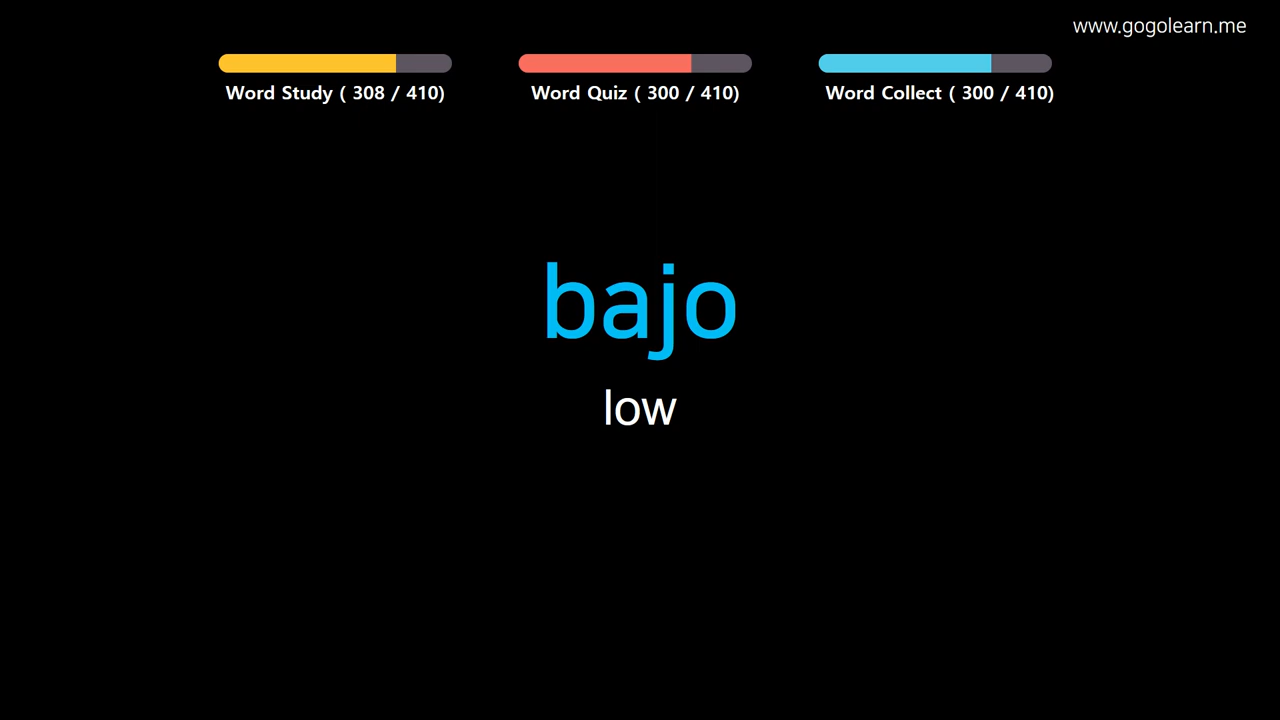 www.gogolearn.me
Word Study ( 308 / 410)
Word Quiz ( 300 / 410)
Word Collect ( 300 / 410)
bajo
low